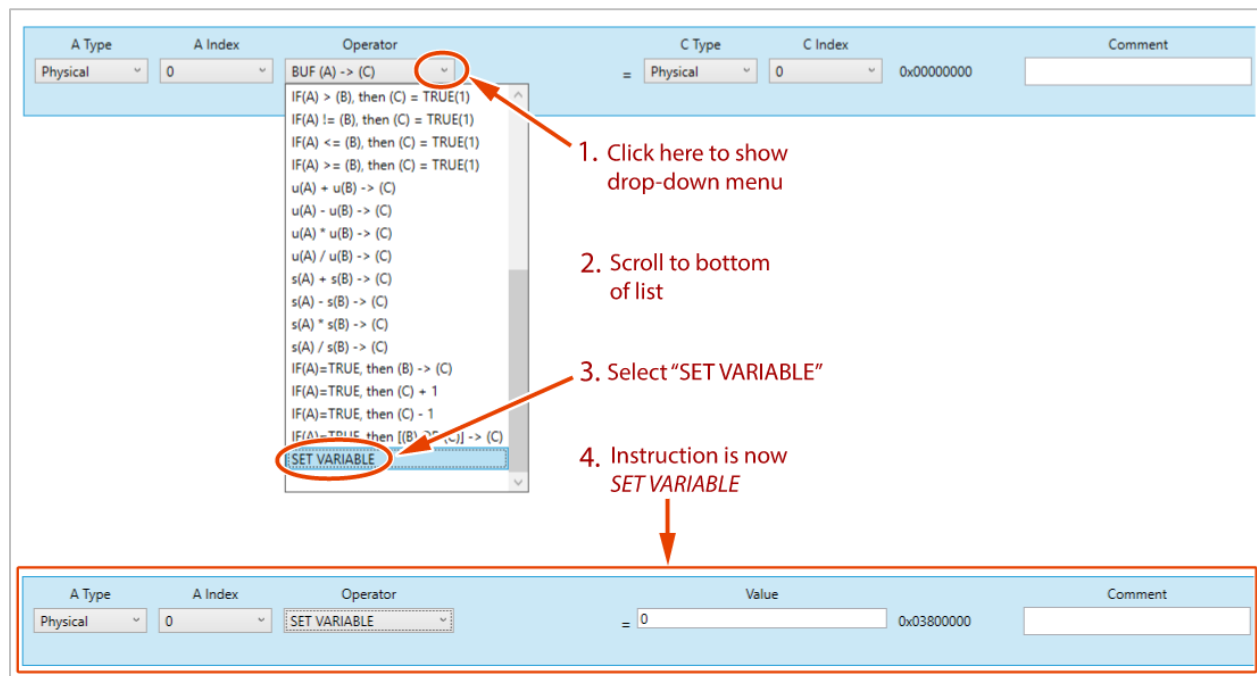 A Type A Index Operator C Type C Index Comment
Physical 0 BUF (A) -> (C) = Physical 0 0x00000000
IF(A) > (B), then (C) = TRUE(1)
IF(A) != (B), then (C) = TRUE(1)
IF(A) <= (B), then (C) = TRUE(1)
IF(A) >= (B), then (C) = TRUE(1)
u(A) + u(B) -> (C)
u(A) - u(B) -> (C)
u(A) * u(B) -> (C)
u(A) / u(B) -> (C)
s(A) + s(B) -> (C)
s(A) - s(B) -> (C)
s(A) * s(B) -> (C)
s(A) / s(B) -> (C)
IF(A)=TRUE, then (B) -> (C)
IF(A)=TRUE, then (C) + 1
IF(A)=TRUE, then (C) - 1
IF(A)=TRUE, then [(B) OP (C)] -> (C)
SET VARIABLE
1. Click here to show
drop-down menu
2. Scroll to bottom
of list
3. Select “SET VARIABLE”
4. Instruction is now
SET VARIABLE
A Type A Index Operator Value Comment
Physical 0 SET VARIABLE = 0 0x03800000